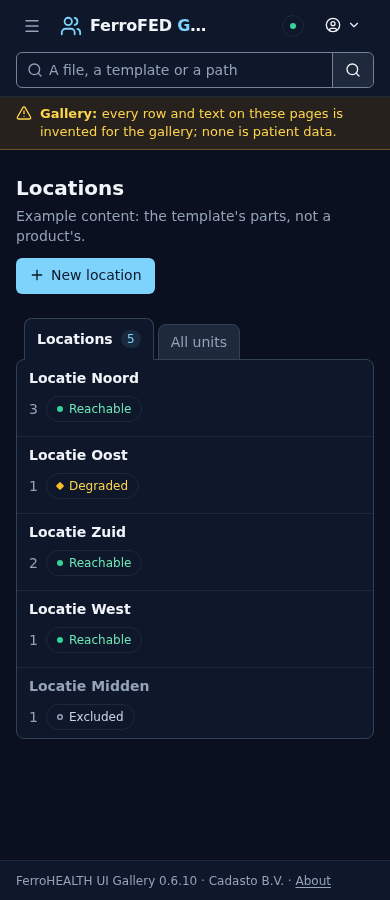 FerroFED G...
A file, a template or a path
Gallery: every row and text on these pages is
invented for the gallery; none is patient data.
Locations
Example content: the template's parts, not a
product's.
New location
Locations 5
All units
Locatie Noord
3 Reachable
Locatie Oost
1 Degraded
Locatie Zuid
2 Reachable
Locatie West
1 Reachable
Locatie Midden
1 Excluded
FerroHEALTH UI Gallery 0.6.10 · Cadasto B.V. · About